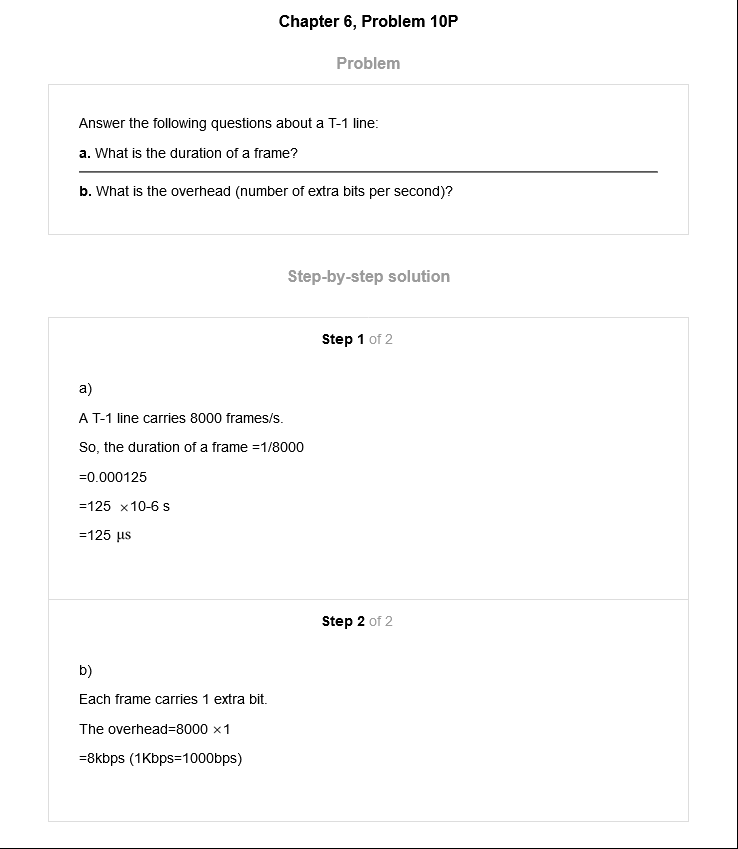 Chapter 6, Problem 10P
Problem
Answer the following questions about a T-1 line:
a. What is the duration of a frame?
b. What is the overhead (number of extra bits per second)?
Step-by-step solution
Step 1 of 2
a)
A T-1 line carries 8000 frames/s.
So, the duration of a frame =1/8000
=0.000125
=125 ×10-6 s
=125 μs
Step 2 of 2
b)
Each frame carries 1 extra bit.
The overhead=8000 ×1
=8kbps (1Kbps=1000bps)